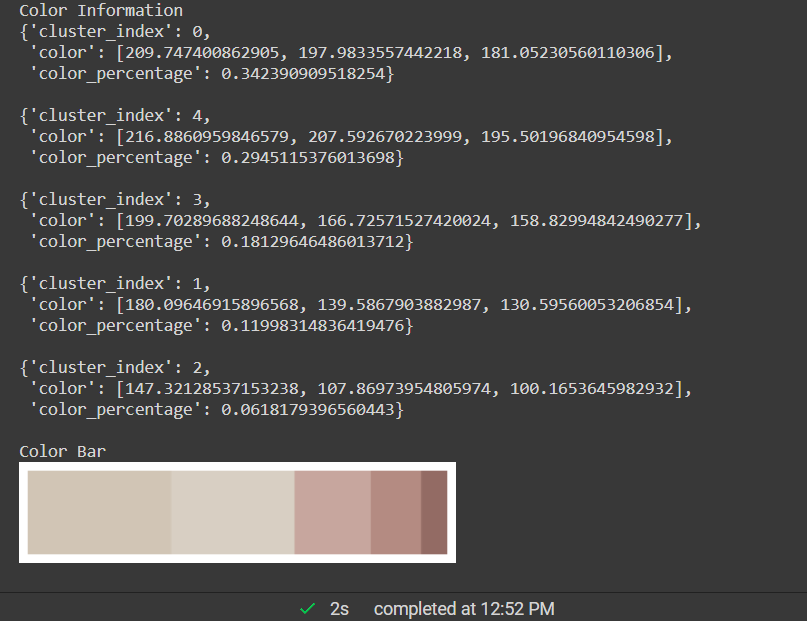 Color Information
{'cluster_index': 0,
 'color': [209.747400862905, 197.9833557442218, 181.05230560110306],
 'color_percentage': 0.342390909518254}
{'cluster_index': 4,
 'color': [216.8860959846579, 207.592670223999, 195.50196840954598],
 'color_percentage': 0.2945115376013698}
{'cluster_index': 3,
 'color': [199.70289688248644, 166.72571527420024, 158.82994842490277],
 'color_percentage': 0.18129646486013712}
{'cluster_index': 1,
 'color': [180.09646915896568, 139.5867903882987, 130.59560053206854],
 'color_percentage': 0.11998314836419476}
{'cluster_index': 2,
 'color': [147.32128537153238, 107.86973954805974, 100.1653645982932],
 'color_percentage': 0.0618179396560443}
Color Bar
2s completed at 12:52 PM